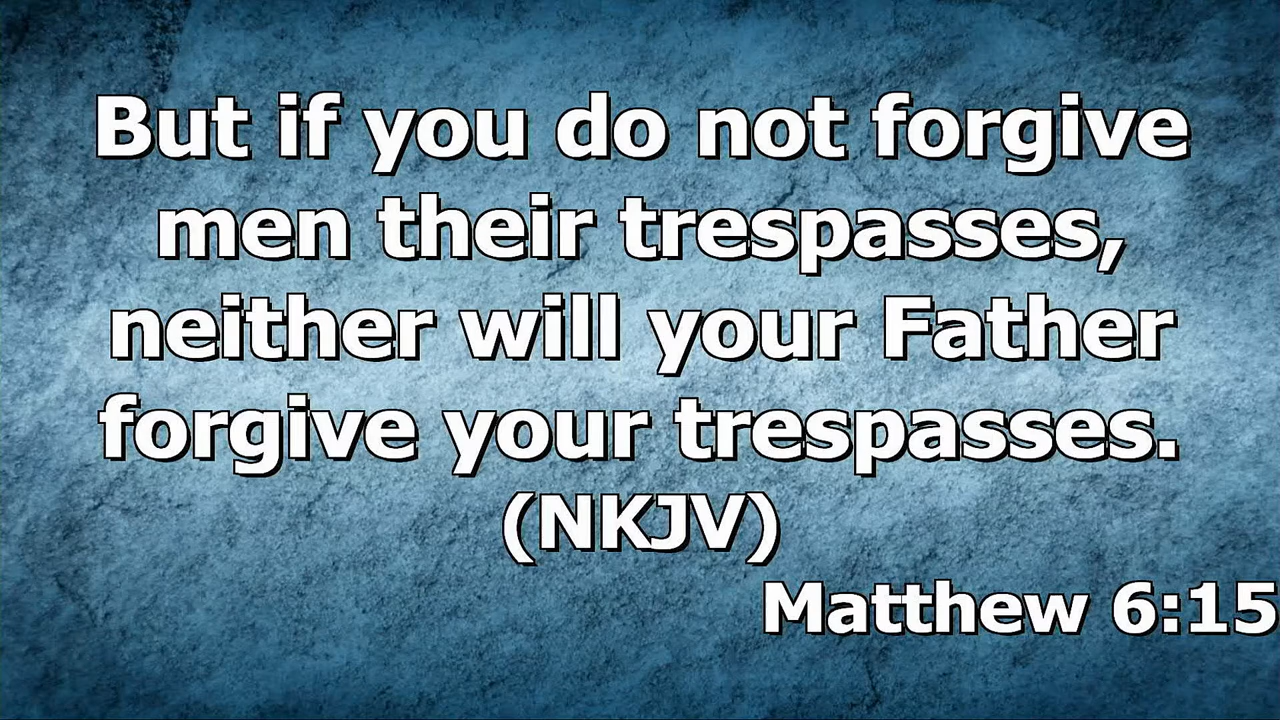 But if you do not forgive
men their trespasses,
neither will your Father
forgive your trespasses.
(NKJV)
Matthew 6:15